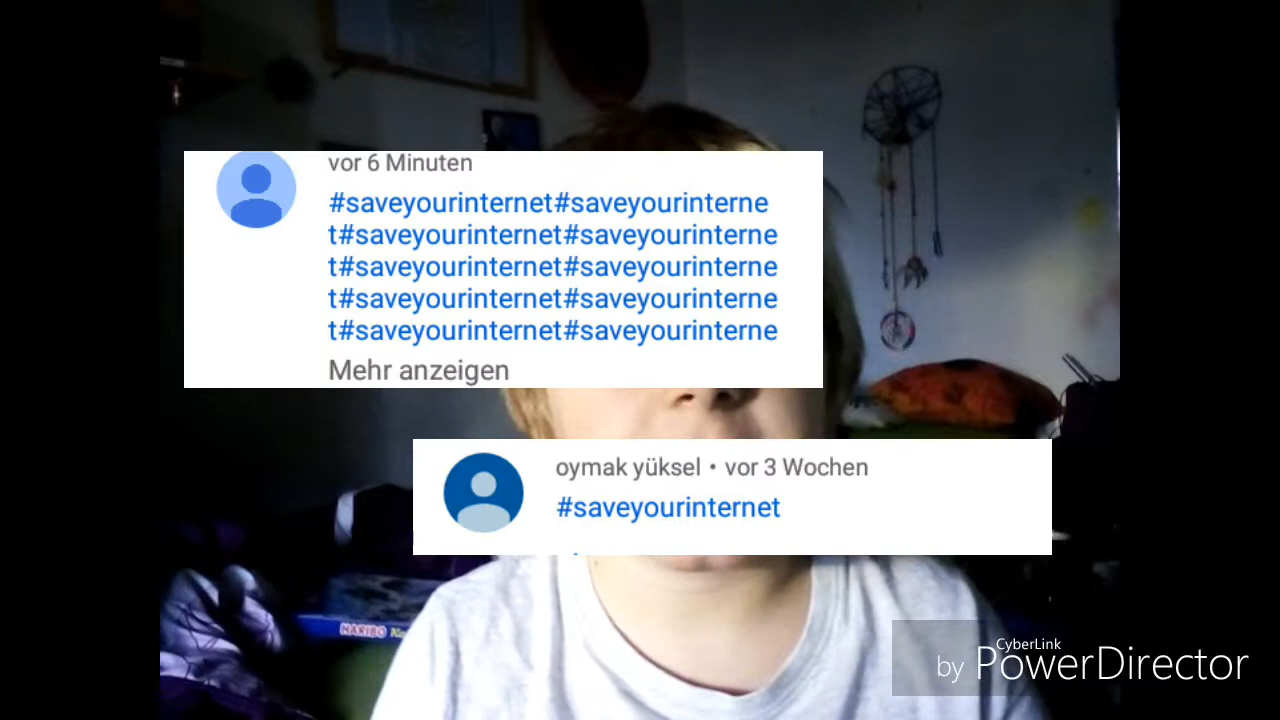 vor 6 Minuten
#saveyourinternet#saveyourinterne
t#saveyourinternet#saveyourinterne
t#saveyourinternet#saveyourinterne
t#saveyourinternet#saveyourinterne
t#saveyourinternet#saveyourinterne
Mehr anzeigen
oymak yüksel • vor 3 Wochen
#saveyourinternet
HARIBO
CyberLink
by PowerDirector